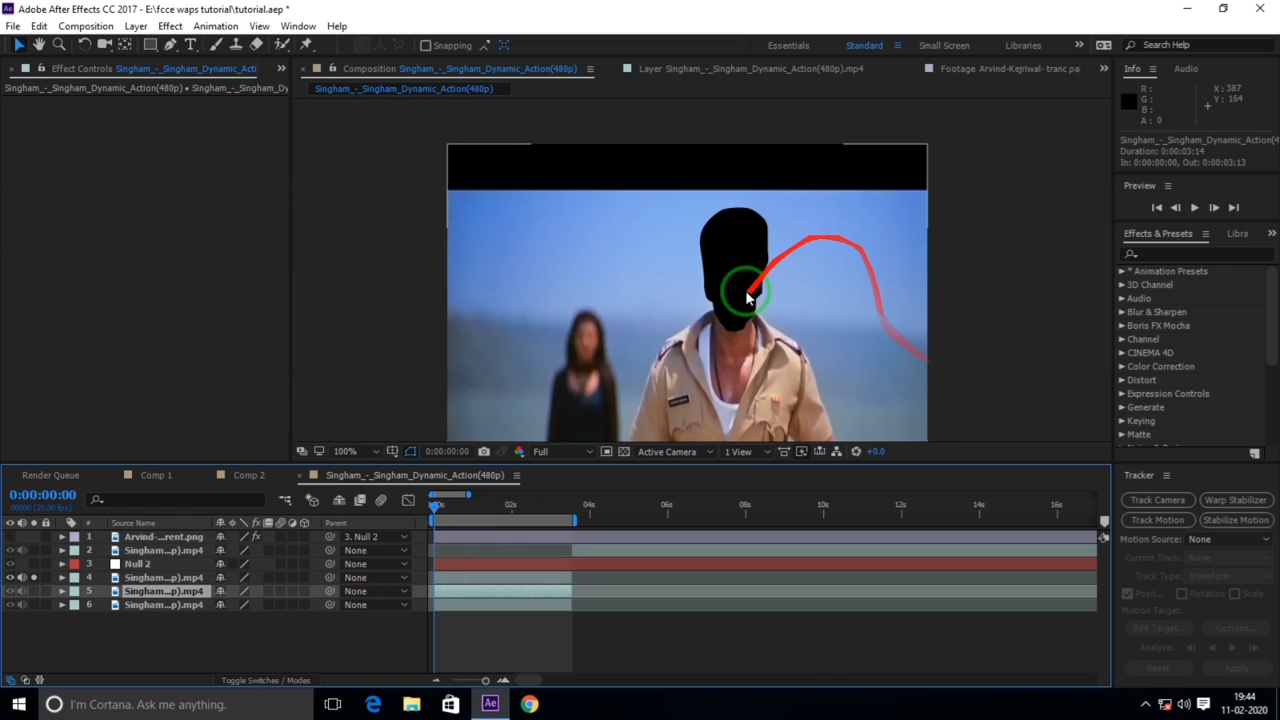 Adobe After Effects CC 2017 - E:\fcce waps tutorial\tutorial.aep *
File Edit Composition Layer Effect Animation View Window Help
Snapping Essentials Standard Small Screen Libraries Search Help
Effect Controls Singham_-_Singham_Dynamic_Acti
Composition Singham_-_Singham_Dynamic_Action(480p)
Layer Singham_-_Singham_Dynamic_Action(480p).mp4
Footage Arvind-Kejriwal- tranc pa
Info Audio
Singham_-_Singham_Dynamic_Action(480p) • Singham_-_Singham_Dy
Singham_-_Singham_Dynamic_Action(480p)
R: X: 387
G: Y: 164
B:
A: 0
Singham_-_Singham_Dynamic_Action(4
Duration: 0:00:03:14
In: 0:00:00:00, Out: 0:00:03:13
Preview
Effects & Presets Libra
* Animation Presets
3D Channel
Audio
Blur & Sharpen
Boris FX Mocha
Channel
CINEMA 4D
Color Correction
Distort
Expression Controls
Generate
Keying
Matte
100% 0:00:00:00 Full Active Camera 1 View +0.0
Render Queue Comp 1 Comp 2 Singham_-_Singham_Dynamic_Action(480p)
0:00:00:00
00000 (25.00 fps)
02s 04s 06s 08s 10s 12s 14s 16s
# Source Name Parent
1 Arvind-...rent.png 3. Null 2
2 Singham...p).mp4 None
3 Null 2 None
4 Singham...p).mp4 None
5 Singham...p).mp4 None
6 Singham...p).mp4 None
Toggle Switches / Modes
Tracker
Track Camera Warp Stabilizer
Track Motion Stabilize Motion
Motion Source: None
Current Track: None
Track Type: Transform
Posit... Rotation Scale
Motion Target:
Edit Target... Options...
Analyze:
Reset Apply
I'm Cortana. Ask me anything.
19:44
11-02-2020